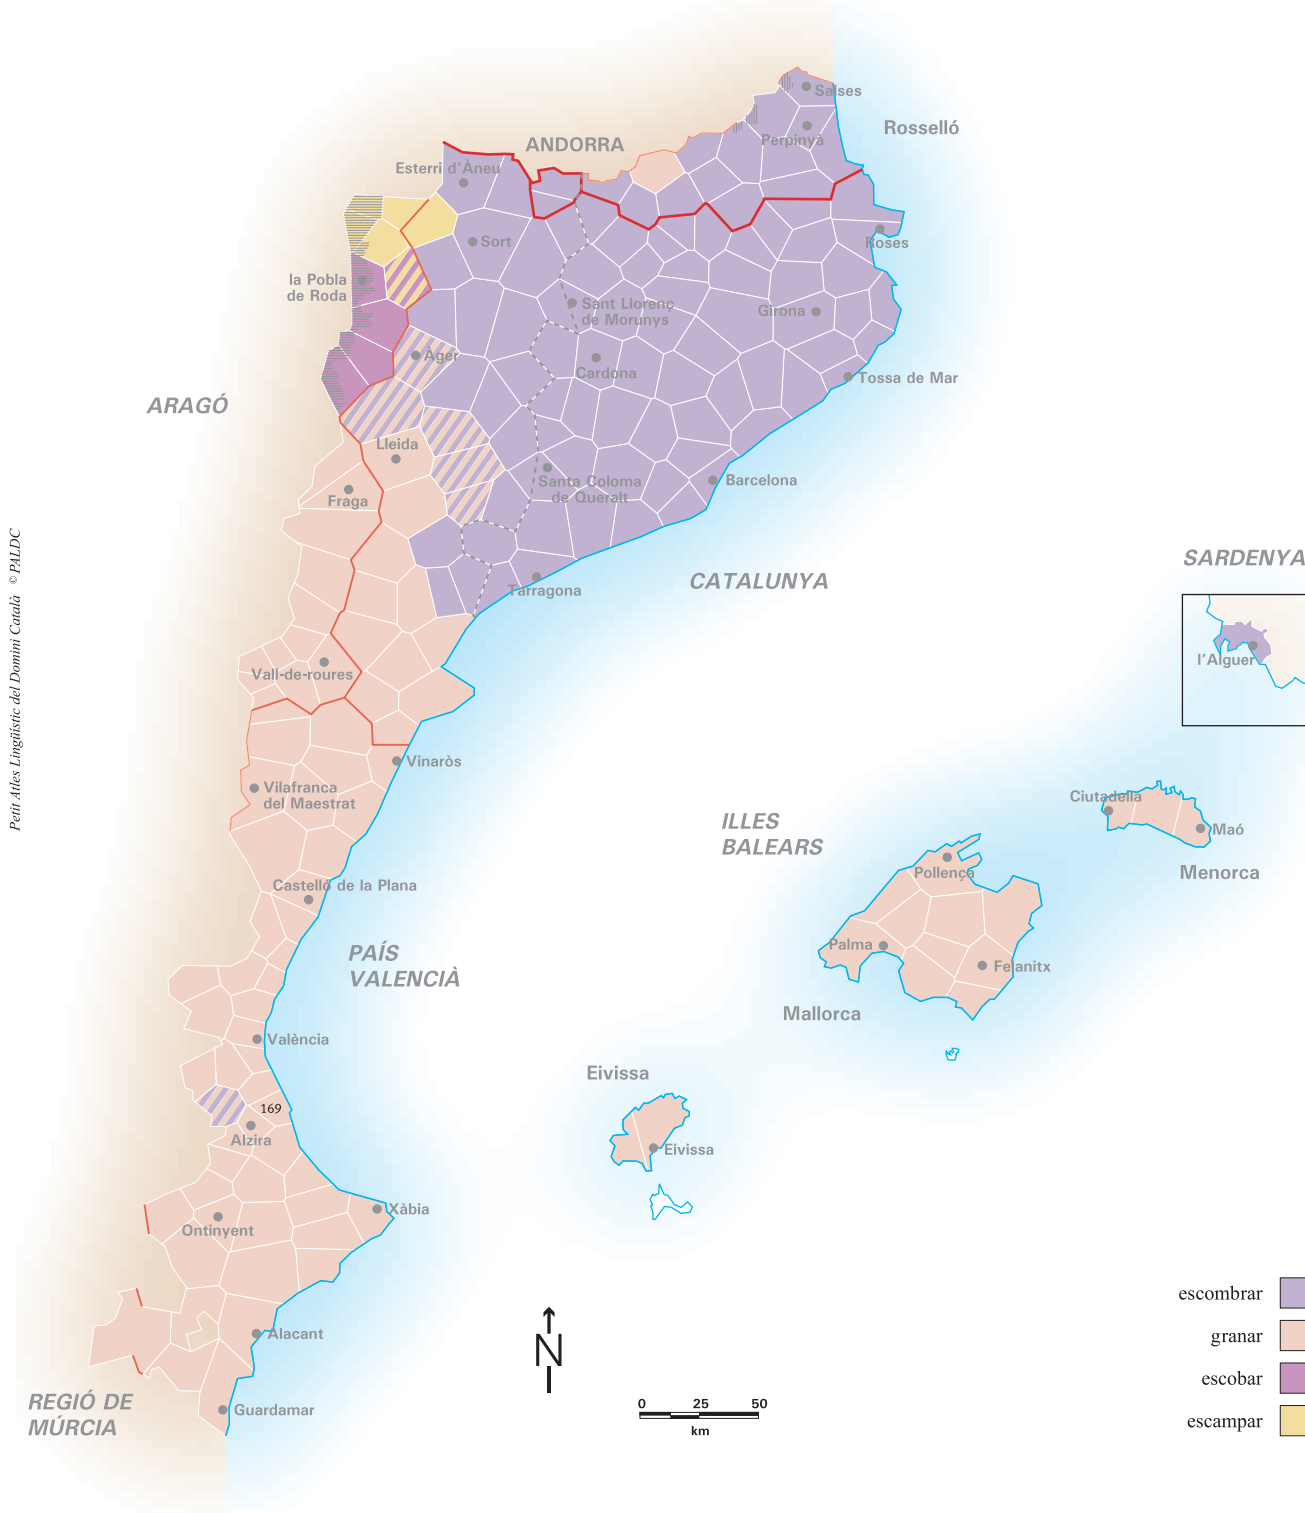 Salses
Rosselló
Perpinyà
ANDORRA
Esterri d’Àneu
Sort
Roses
la Pobla
de Roda
Sant Llorenç
de Morunys
Girona
Àger
Cardona
Tossa de Mar
ARAGÓ
Lleida
Fraga
Santa Coloma
de Queralt
Barcelona
Tarragona
CATALUNYA
SARDENYA
l’Alguer
Vall-de-roures
Vinaròs
Vilafranca
del Maestrat
Castelló de la Plana
ILLES
BALEARS
Ciutadella
Maó
Menorca
Pollença
Palma
Felanitx
Mallorca
PAÍS
VALENCIÀ
València
Eivissa
169
Alzira
Eivissa
Xàbia
Ontinyent
Alacant
REGIÓ DE
MÚRCIA
Guardamar
N
0 25 50
km
escombrar
granar
escobar
escampar
Petit Atles Lingüístic del Domini Català © PALDC